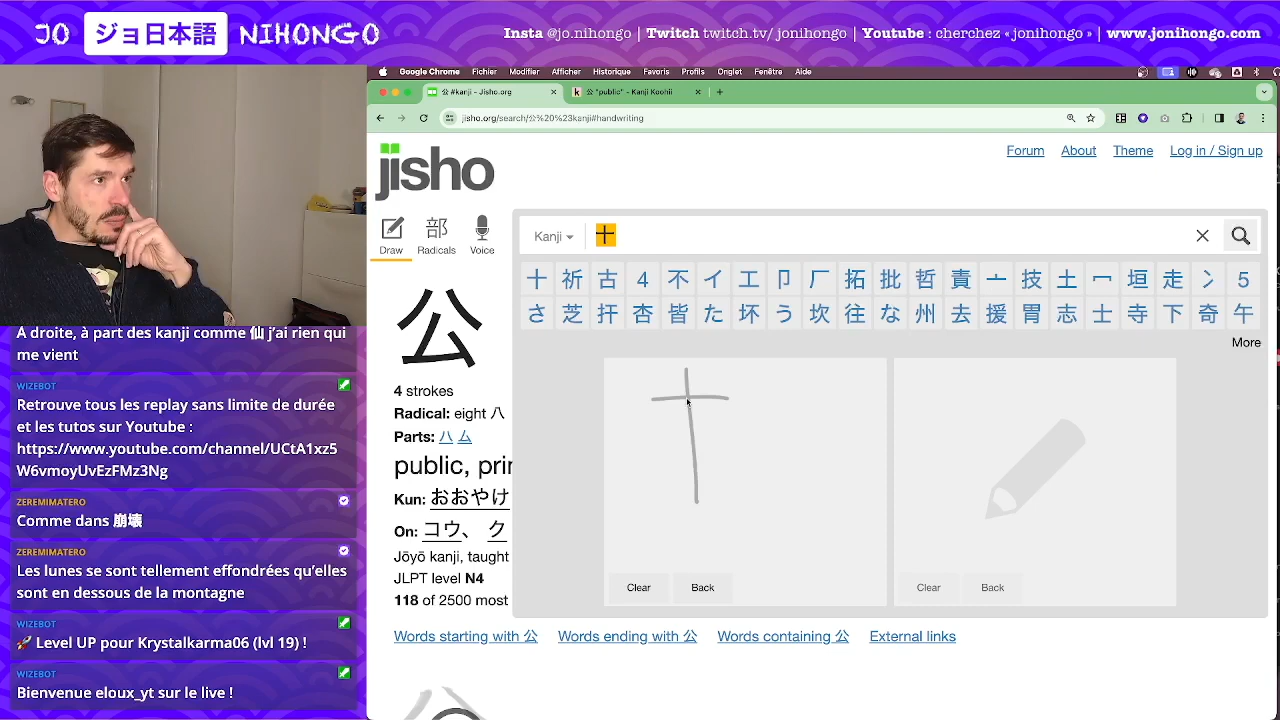 JO ジョ日本語 NIHONGO
Insta @jo.nihongo | Twitch twitch.tv/jonihongo | Youtube : cherchez « jonihongo » | www.jonihongo.com
Google Chrome Fichier Modifier Afficher Historique Favoris Profils Onglet Fenêtre Aide
公 #kanji - Jisho.org
公 "public" - Kanji Koohii
jisho.org/search/公%20%23kanji#handwriting
jisho
Forum About Theme Log in / Sign up
Draw
部 Radicals
Voice
Kanji 十
十 祈 古 4 不 イ 工 卩 厂 拓 批 哲 責 亠 技 土 冖 垣 走 冫 5
さ 芝 扞 杏 皆 た 坏 う 坎 往 な 州 去 援 胃 志 士 寺 下 奇 午
More
公
4 strokes
Radical: eight 八
Parts: ハ ム
public, prin
Kun: おおやけ
On: コウ、 ク
Jōyō kanji, taught
JLPT level N4
118 of 2500 most
Clear Back
Clear Back
Words starting with 公 Words ending with 公 Words containing 公 External links
A droite, à part des kanji comme 仙 j'ai rien qui
me vient
WIZEBOT
Retrouve tous les replay sans limite de durée
et les tutos sur Youtube :
https://www.youtube.com/channel/UCtA1xz5
W6vmoyUvEzFMz3Ng
ZEREMIMATERO
Comme dans 崩壊
ZEREMIMATERO
Les lunes se sont tellement effondrées qu'elles
sont en dessous de la montagne
WIZEBOT
🚀 Level UP pour Krystalkarma06 (lvl 19) !
WIZEBOT
Bienvenue eloux_yt sur le live !